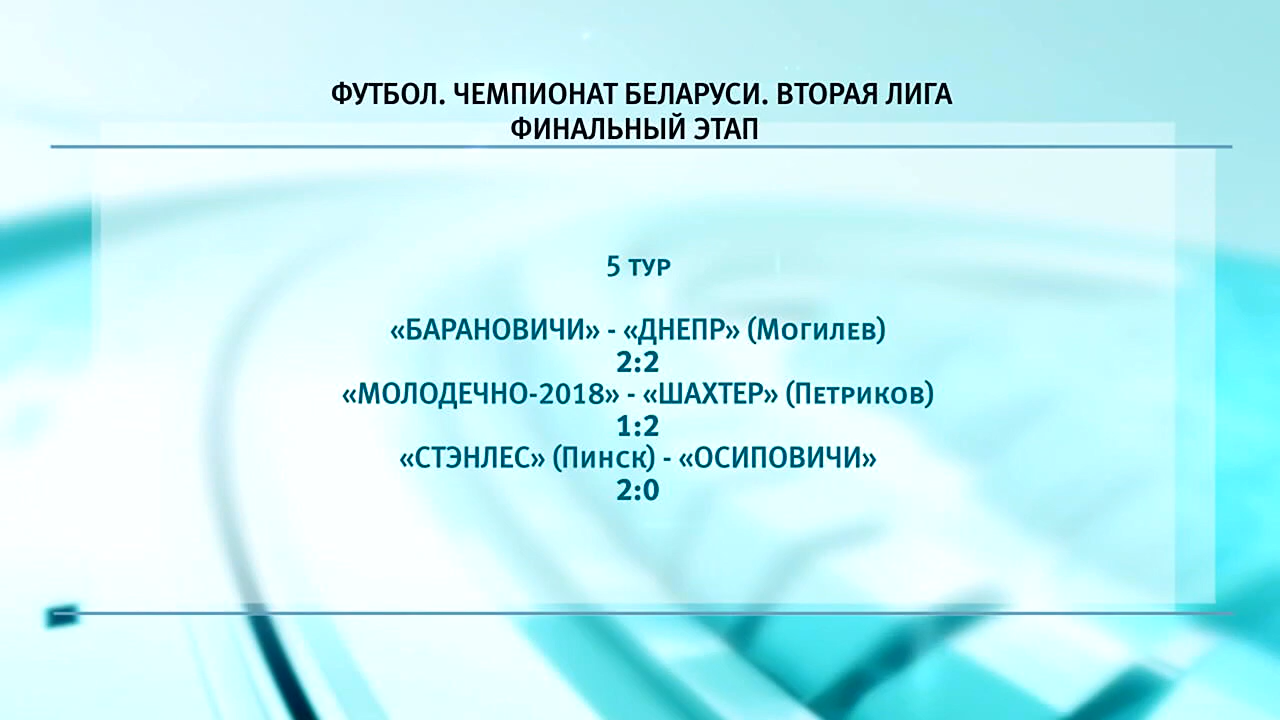 ФУТБОЛ. ЧЕМПИОНАТ БЕЛАРУСИ. ВТОРАЯ ЛИГА
ФИНАЛЬНЫЙ ЭТАП
5 ТУР
«БАРАНОВИЧИ» - «ДНЕПР» (Могилев)
2:2
«МОЛОДЕЧНО-2018» - «ШАХТЕР» (Петриков)
1:2
«СТЭНЛЕС» (Пинск) - «ОСИПОВИЧИ»
2:0